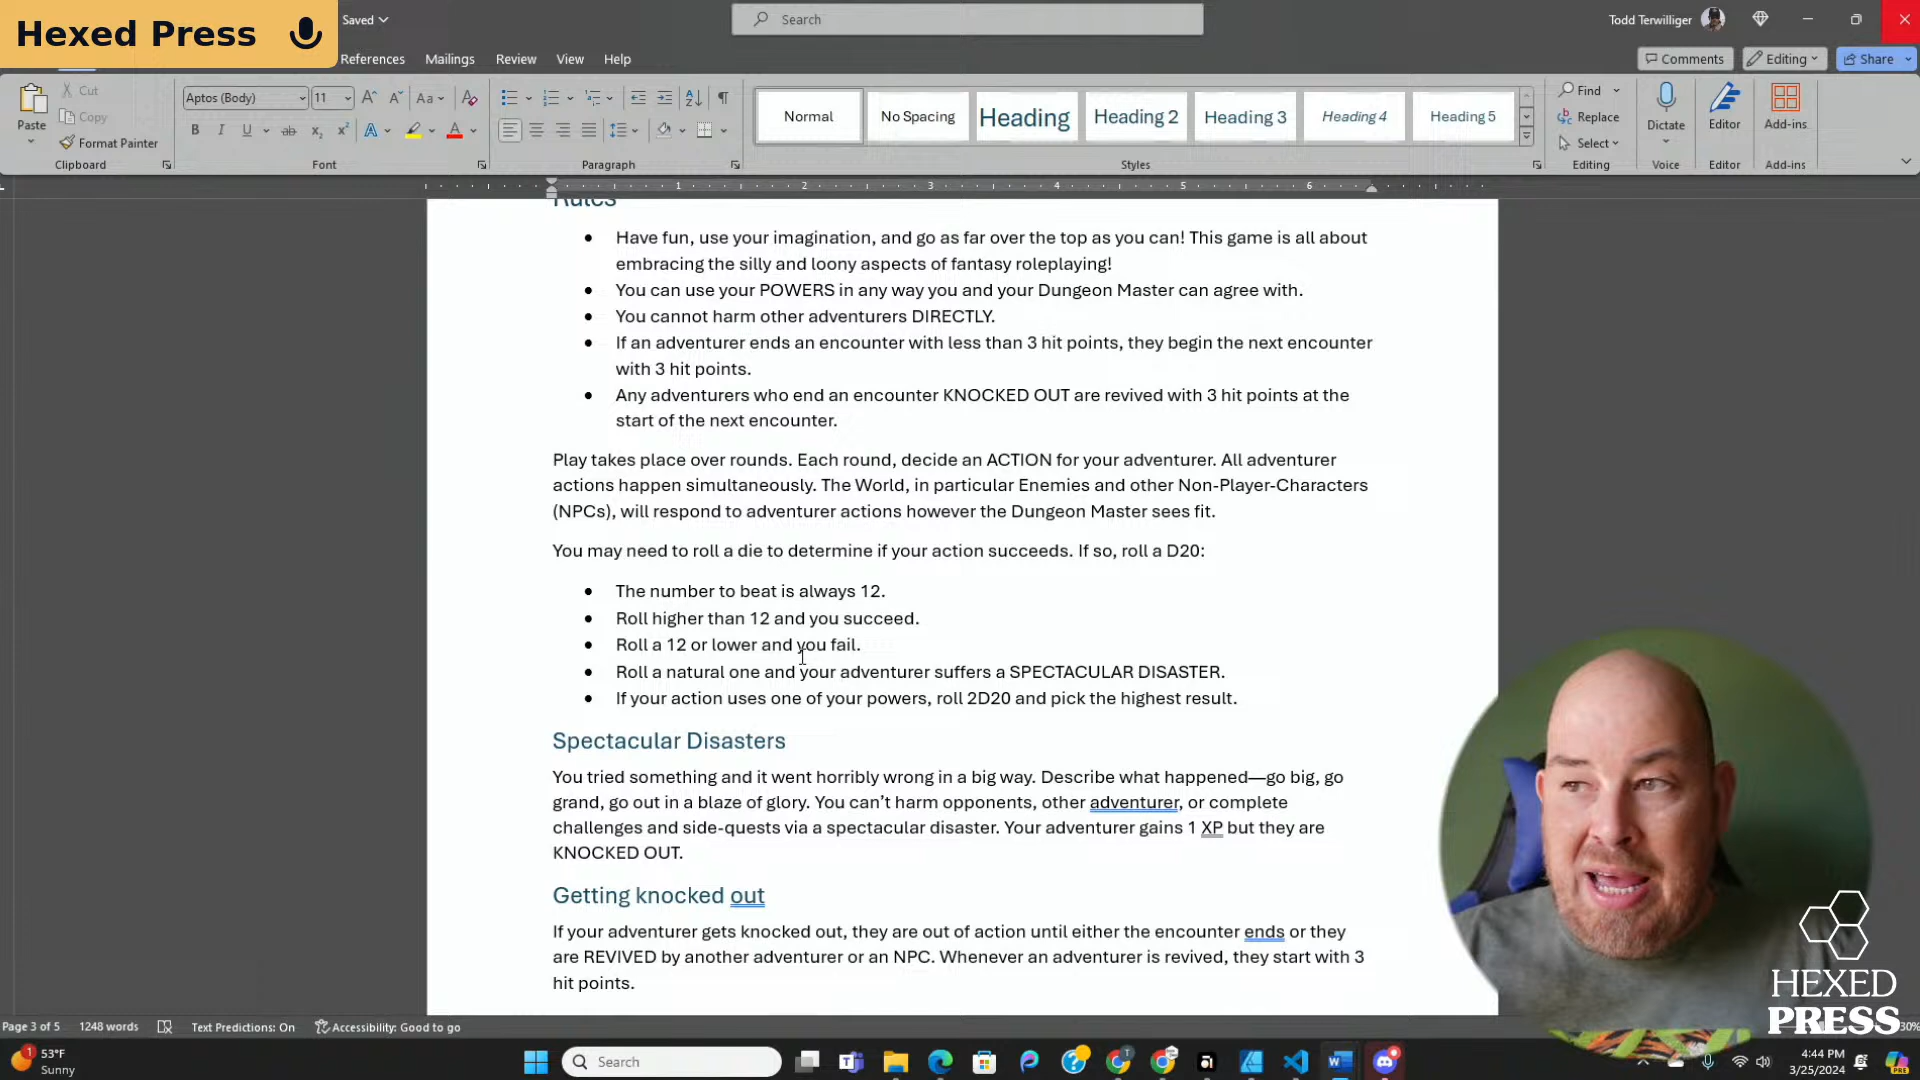 Hexed Press
Saved
Search
Todd Terwilliger
References
Mailings
Review
View
Help
Comments
Editing
Share
Paste
Cut
Copy
Format Painter
Clipboard
Aptos (Body)
11
Font
Paragraph
Normal
No Spacing
Heading
Heading 2
Heading 3
Heading 4
Heading 5
Styles
Find
Replace
Select
Editing
Dictate
Voice
Editor
Editor
Add-ins
Add-ins
1 2 3 4 5 6
Rules
Have fun, use your imagination, and go as far over the top as you can! This game is all about
embracing the silly and loony aspects of fantasy roleplaying!
You can use your POWERS in any way you and your Dungeon Master can agree with.
You cannot harm other adventurers DIRECTLY.
If an adventurer ends an encounter with less than 3 hit points, they begin the next encounter
with 3 hit points.
Any adventurers who end an encounter KNOCKED OUT are revived with 3 hit points at the
start of the next encounter.
Play takes place over rounds. Each round, decide an ACTION for your adventurer. All adventurer
actions happen simultaneously. The World, in particular Enemies and other Non-Player-Characters
(NPCs), will respond to adventurer actions however the Dungeon Master sees fit.
You may need to roll a die to determine if your action succeeds. If so, roll a D20:
The number to beat is always 12.
Roll higher than 12 and you succeed.
Roll a 12 or lower and you fail.
Roll a natural one and your adventurer suffers a SPECTACULAR DISASTER.
If your action uses one of your powers, roll 2D20 and pick the highest result.
Spectacular Disasters
You tried something and it went horribly wrong in a big way. Describe what happened—go big, go
grand, go out in a blaze of glory. You can’t harm opponents, other adventurer, or complete
challenges and side-quests via a spectacular disaster. Your adventurer gains 1 XP but they are
KNOCKED OUT.
Getting knocked out
If your adventurer gets knocked out, they are out of action until either the encounter ends or they
are REVIVED by another adventurer or an NPC. Whenever an adventurer is revived, they start with 3
hit points.
HEXED
PRESS
Page 3 of 5
1248 words
Text Predictions: On
Accessibility: Good to go
53°F
Sunny
Search
4:44 PM
3/25/2024